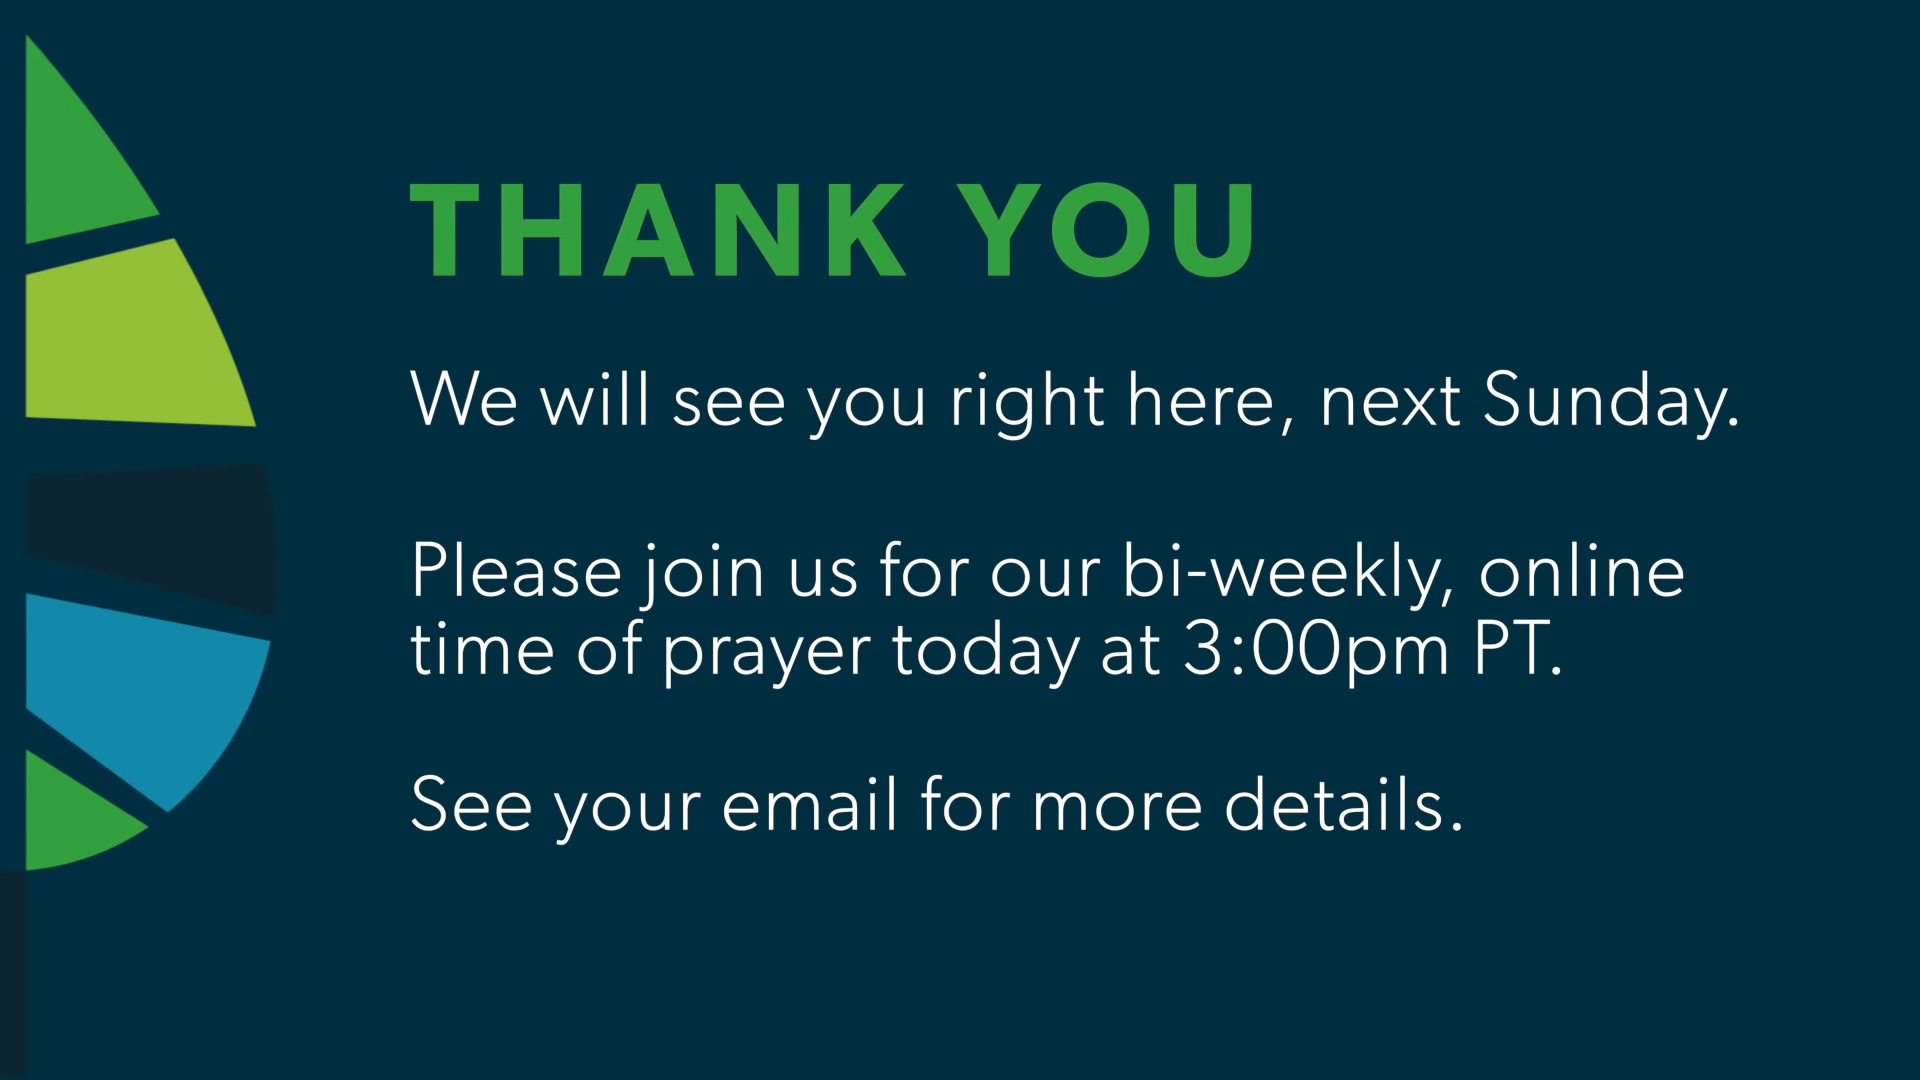 THANK YOU
We will see you right here, next Sunday.
Please join us for our bi-weekly, online
time of prayer today at 3:00pm PT.
See your email for more details.